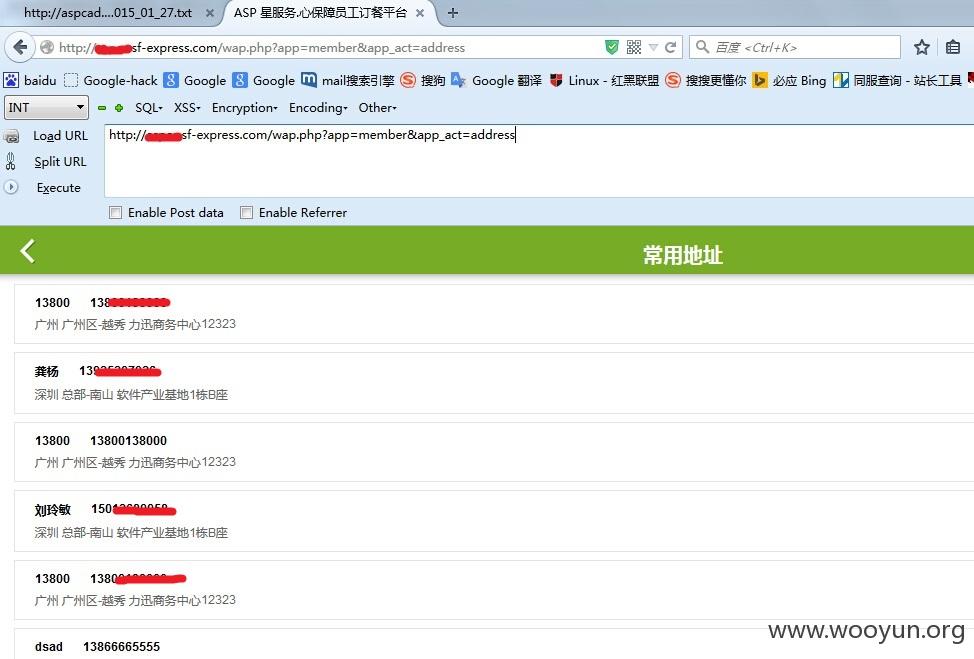 http://aspcad....015_01_27.txt × ASP 星服务.心保障员工订餐平台 × +
http:// sf-express.com/wap.php?app=member&app_act=address 百度 <Ctrl+K>
baidu Google-hack Google Google mail搜索引擎 搜狗 Google 翻译 Linux - 红黑联盟 搜搜更懂你 必应 Bing 同服查询 - 站长工具
INT SQL XSS Encryption Encoding Other
Load URL http:// sf-express.com/wap.php?app=member&app_act=address
Split URL
Execute
Enable Post data Enable Referrer
常用地址
13800 138
广州 广州区-越秀 力迅商务中心12323
龚杨 139
深圳 总部-南山 软件产业基地1栋B座
13800 13800138000
广州 广州区-越秀 力迅商务中心12323
刘玲敏 150
深圳 总部-南山 软件产业基地1栋B座
13800 1380
广州 广州区-越秀 力迅商务中心12323
dsad 13866665555
www.wooyun.org